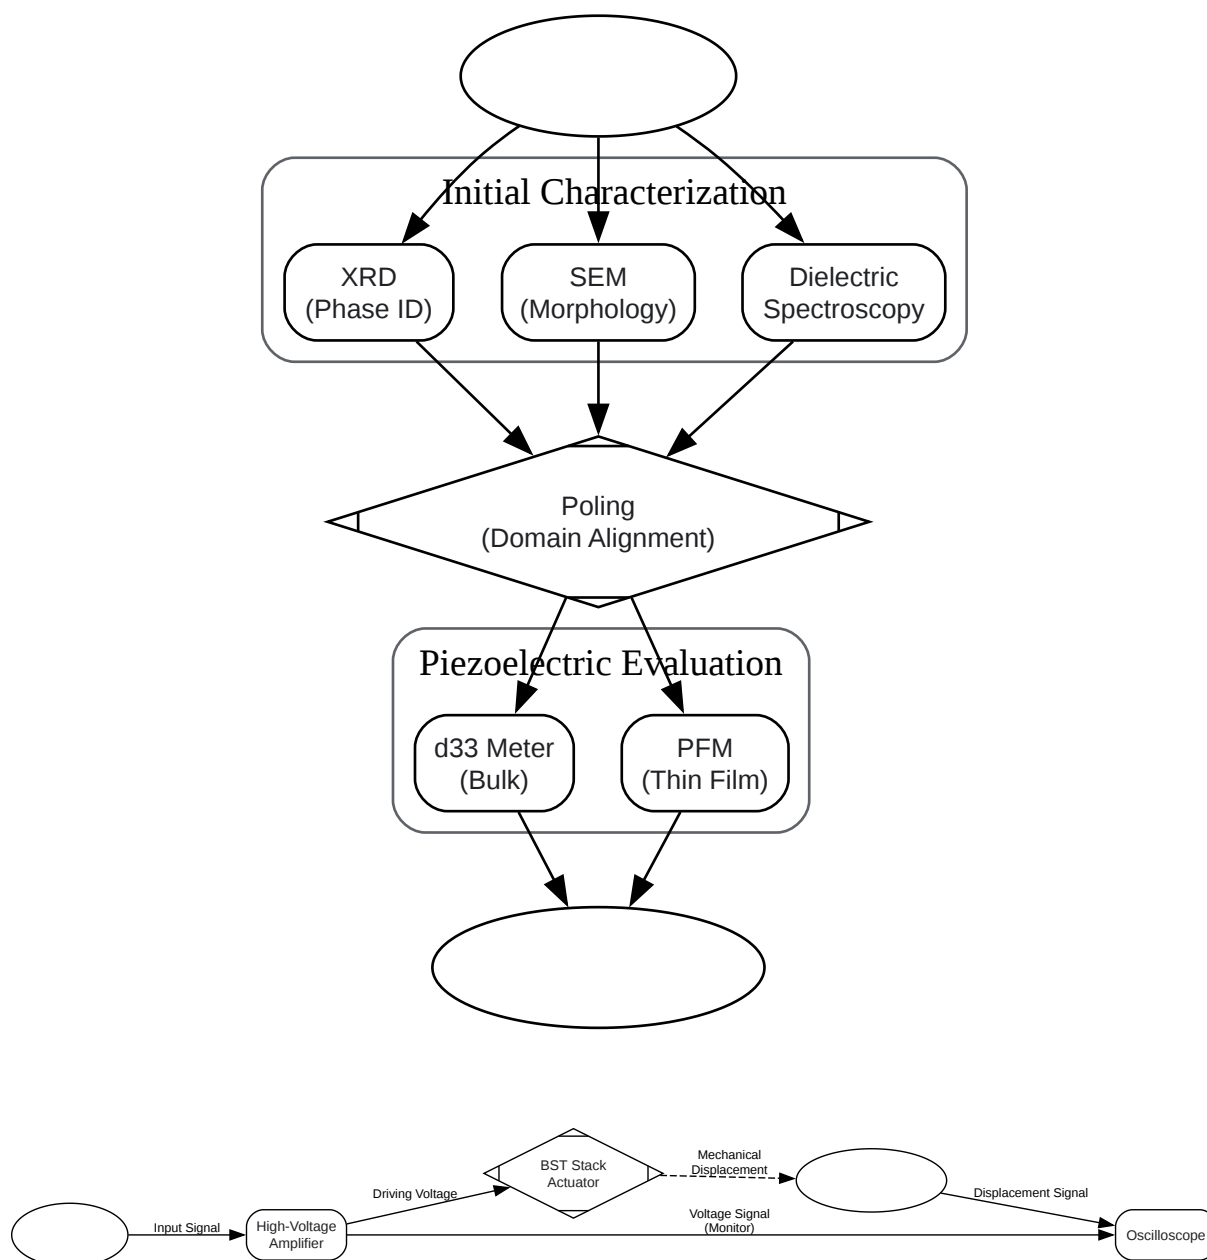 Initial Characterization
XRD
(Phase ID)
SEM
(Morphology)
Dielectric
Spectroscopy
Poling
(Domain Alignment)
Piezoelectric Evaluation
d33 Meter
(Bulk)
PFM
(Thin Film)
Input Signal
High-Voltage
Amplifier
Driving Voltage
BST Stack
Actuator
Mechanical
Displacement
Displacement Signal
Voltage Signal
(Monitor)
Oscilloscope